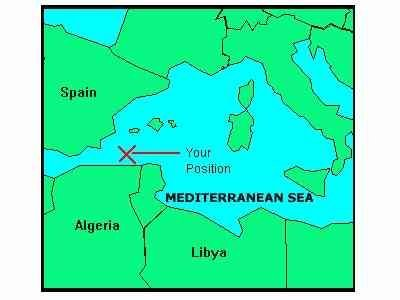 Spain
Your
Position
MEDITERRANEAN SEA
Algeria
Libya